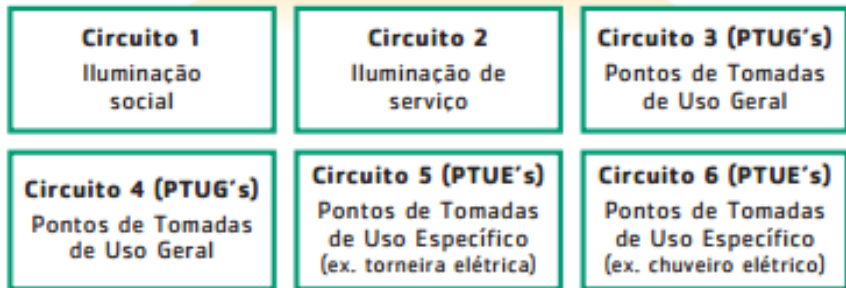 Circuito 1
Iluminação
social
Circuito 2
Iluminação de
serviço
Circuito 3 (PTUG´s)
Pontos de Tomadas
de Uso Geral
Circuito 4 (PTUG´s)
Pontos de Tomadas
de Uso Geral
Circuito 5 (PTUE´s)
Pontos de Tomadas
de Uso Específico
(ex. torneira elétrica)
Circuito 6 (PTUE´s)
Pontos de Tomadas
de Uso Específico
(ex. chuveiro elétrico)